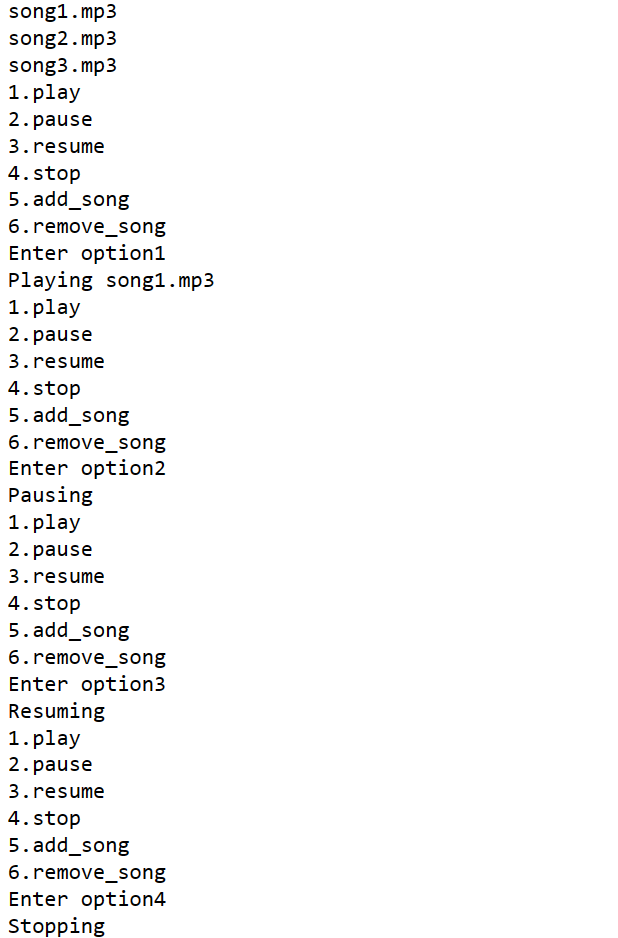 song1.mp3
song2.mp3
song3.mp3
1.play
2.pause
3.resume
4.stop
5.add_song
6.remove_song
Enter option1
Playing song1.mp3
1.play
2.pause
3.resume
4.stop
5.add_song
6.remove_song
Enter option2
Pausing
1.play
2.pause
3.resume
4.stop
5.add_song
6.remove_song
Enter option3
Resuming
1.play
2.pause
3.resume
4.stop
5.add_song
6.remove_song
Enter option4
Stopping